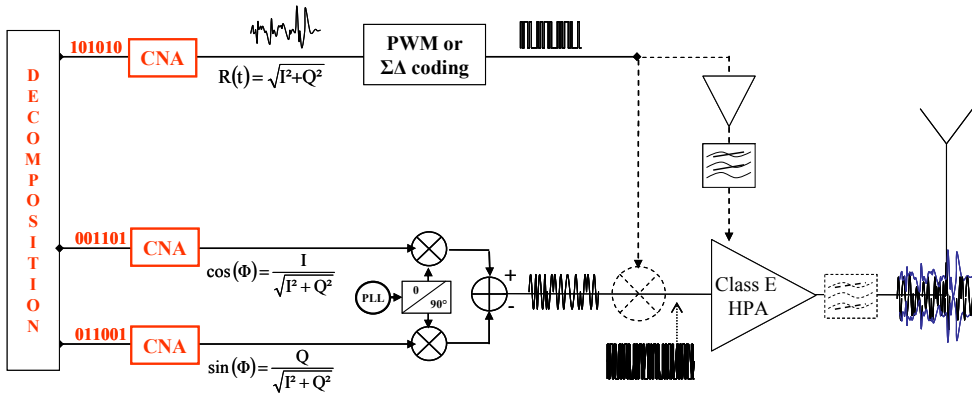 DECOMPOSITION
101010
CNA
R(t) = √I²+Q²
PWM or
ΣΔ coding
001101
CNA
cos(Φ) = I / √I² + Q²
PLL
0
90°
+
-
011001
CNA
sin(Φ) = Q / √I² + Q²
Class E
HPA